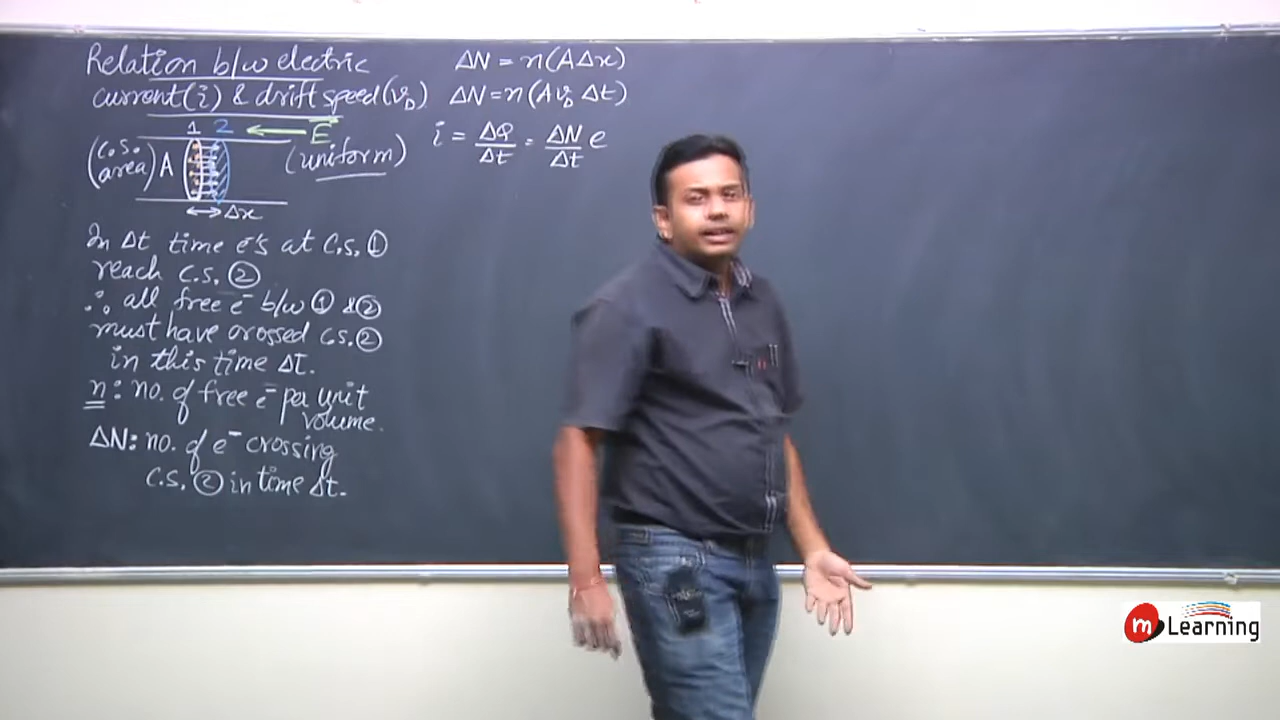 Relation b/w electric
current(i) & drift speed(v_D)
1 2 ← E⃗
(C.S. area) A (uniform)
↔ Δx
In Δt time e⁻s at C.S. ①
reach C.S. ②
∴ all free e⁻ b/w ① & ②
must have crossed C.S. ②
in this time Δt.
n : no. of free e⁻ per unit
volume.
ΔN: no. of e⁻ crossing
C.S. ② in time Δt.
ΔN = n(AΔx)
ΔN = n(A v_D Δt)
i = ΔQ/Δt = ΔN/Δt e
m Learning